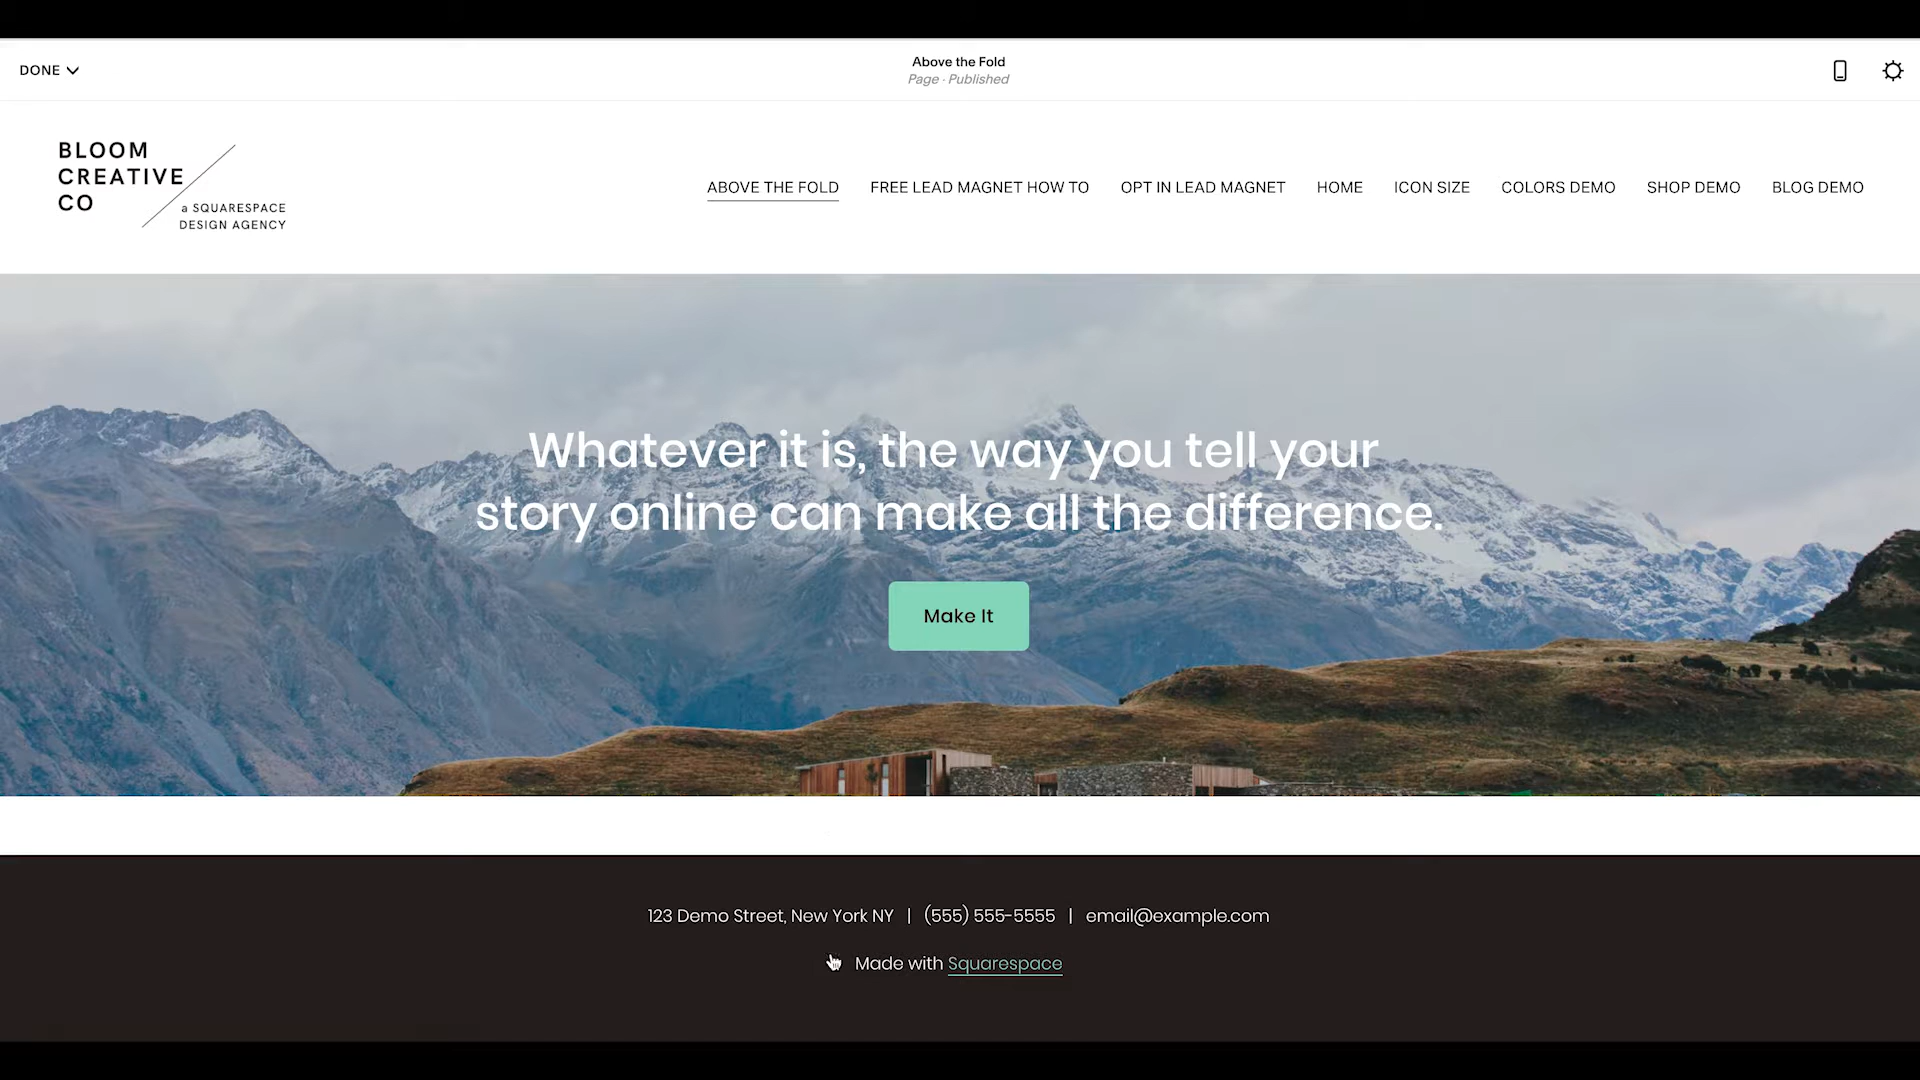 DONE
Above the Fold
Page · Published
BLOOM
CREATIVE
CO
a SQUARESPACE
DESIGN AGENCY
ABOVE THE FOLD FREE LEAD MAGNET HOW TO OPT IN LEAD MAGNET HOME ICON SIZE COLORS DEMO SHOP DEMO BLOG DEMO
Whatever it is, the way you tell your
story online can make all the difference.
Make It
123 Demo Street, New York NY | (555) 555-5555 | email@example.com
Made with Squarespace